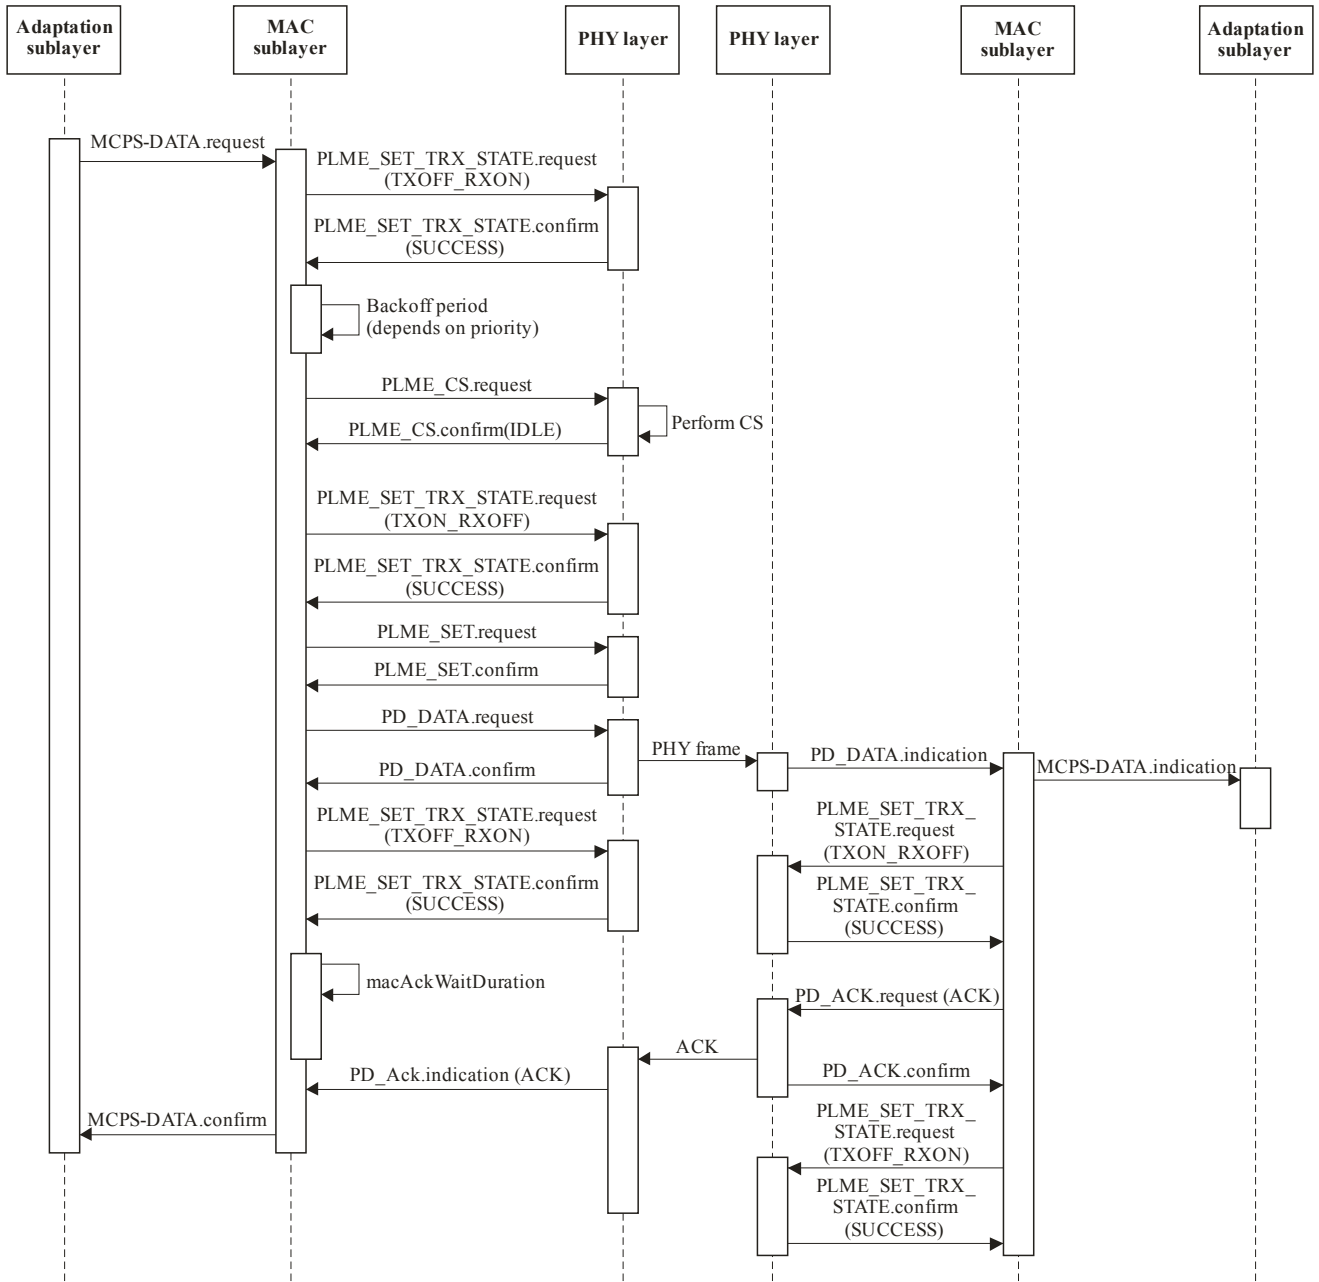 Adaptation
sublayer
MAC
sublayer
PHY layer
PHY layer
MAC
sublayer
Adaptation
sublayer
MCPS-DATA.request
PLME_SET_TRX_STATE.request
(TXOFF_RXON)
PLME_SET_TRX_STATE.confirm
(SUCCESS)
Backoff period
(depends on priority)
PLME_CS.request
Perform CS
PLME_CS.confirm(IDLE)
PLME_SET_TRX_STATE.request
(TXON_RXOFF)
PLME_SET_TRX_STATE.confirm
(SUCCESS)
PLME_SET.request
PLME_SET.confirm
PD_DATA.request
PHY frame
PD_DATA.indication
MCPS-DATA.indication
PD_DATA.confirm
PLME_SET_TRX_STATE.request
(TXOFF_RXON)
PLME_SET_TRX_
STATE.request
(TXON_RXOFF)
PLME_SET_TRX_STATE.confirm
(SUCCESS)
PLME_SET_TRX_
STATE.confirm
(SUCCESS)
macAckWaitDuration
PD_ACK.request (ACK)
ACK
PD_Ack.indication (ACK)
PD_ACK.confirm
MCPS-DATA.confirm
PLME_SET_TRX_
STATE.request
(TXOFF_RXON)
PLME_SET_TRX_
STATE.confirm
(SUCCESS)